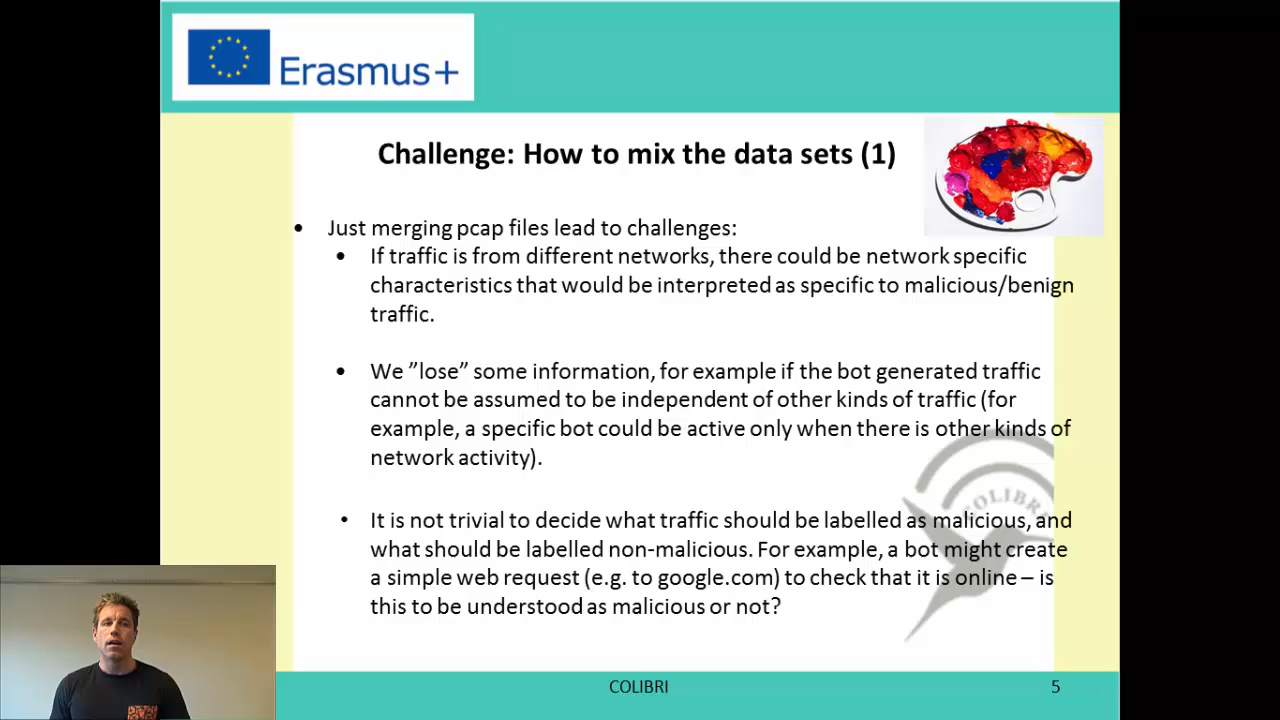 Erasmus+
Challenge: How to mix the data sets (1)
• Just merging pcap files lead to challenges:
• If traffic is from different networks, there could be network specific
characteristics that would be interpreted as specific to malicious/benign
traffic.
• We ”lose” some information, for example if the bot generated traffic
cannot be assumed to be independent of other kinds of traffic (for
example, a specific bot could be active only when there is other kinds of
network activity).
• It is not trivial to decide what traffic should be labelled as malicious, and
what should be labelled non-malicious. For example, a bot might create
a simple web request (e.g. to google.com) to check that it is online – is
this to be understood as malicious or not?
COLIBRI
COLIBRI
5